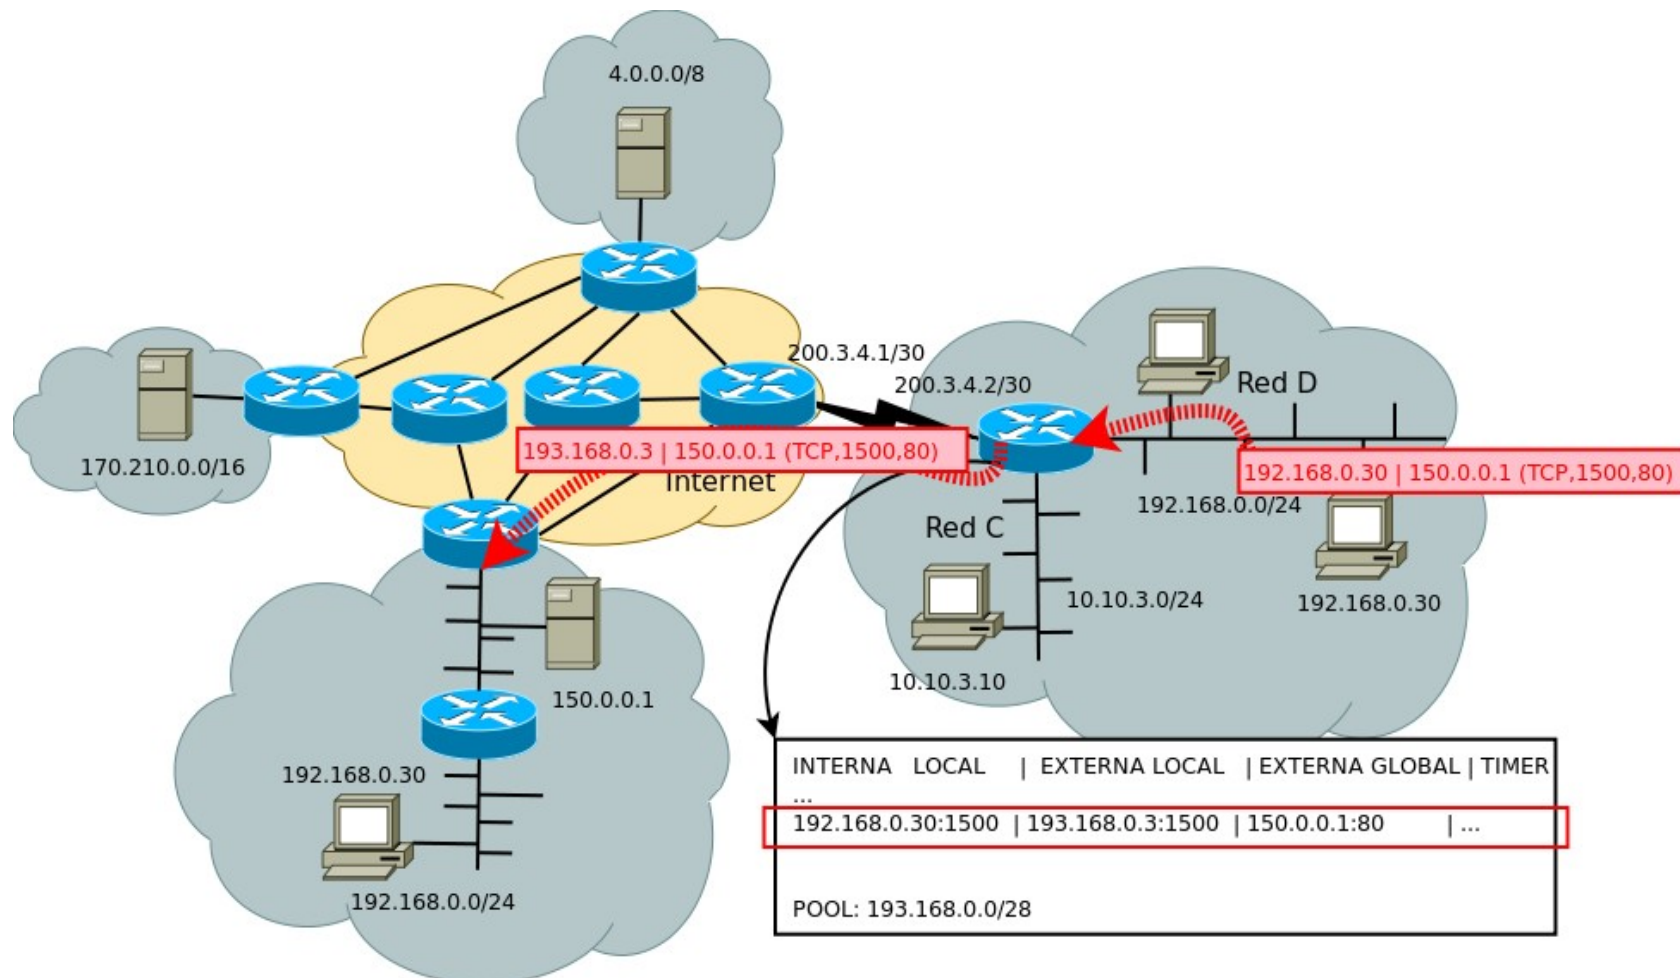 4.0.0.0/8
200.3.4.1/30
200.3.4.2/30
Red D
193.168.0.3 | 150.0.0.1 (TCP,1500,80)
192.168.0.30 | 150.0.0.1 (TCP,1500,80)
170.210.0.0/16
Internet
192.168.0.0/24
Red C
10.10.3.0/24
192.168.0.30
10.10.3.10
150.0.0.1
192.168.0.30
192.168.0.0/24
INTERNA LOCAL | EXTERNA LOCAL | EXTERNA GLOBAL | TIMER
...
192.168.0.30:1500 | 193.168.0.3:1500 | 150.0.0.1:80 | ...
POOL: 193.168.0.0/28